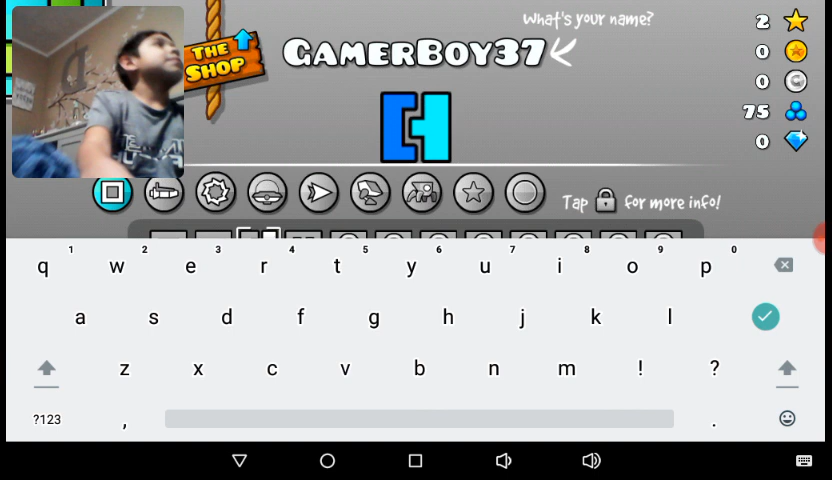 What's your name?
THE
SHOP
GAMERBOY37
2
0
0
75
0
Tap for more info!
1 2 3 4 5 6 7 8 9 0
q w e r t y u i o p
a s d f g h j k l
z x c v b n m ! ?
?123 , .